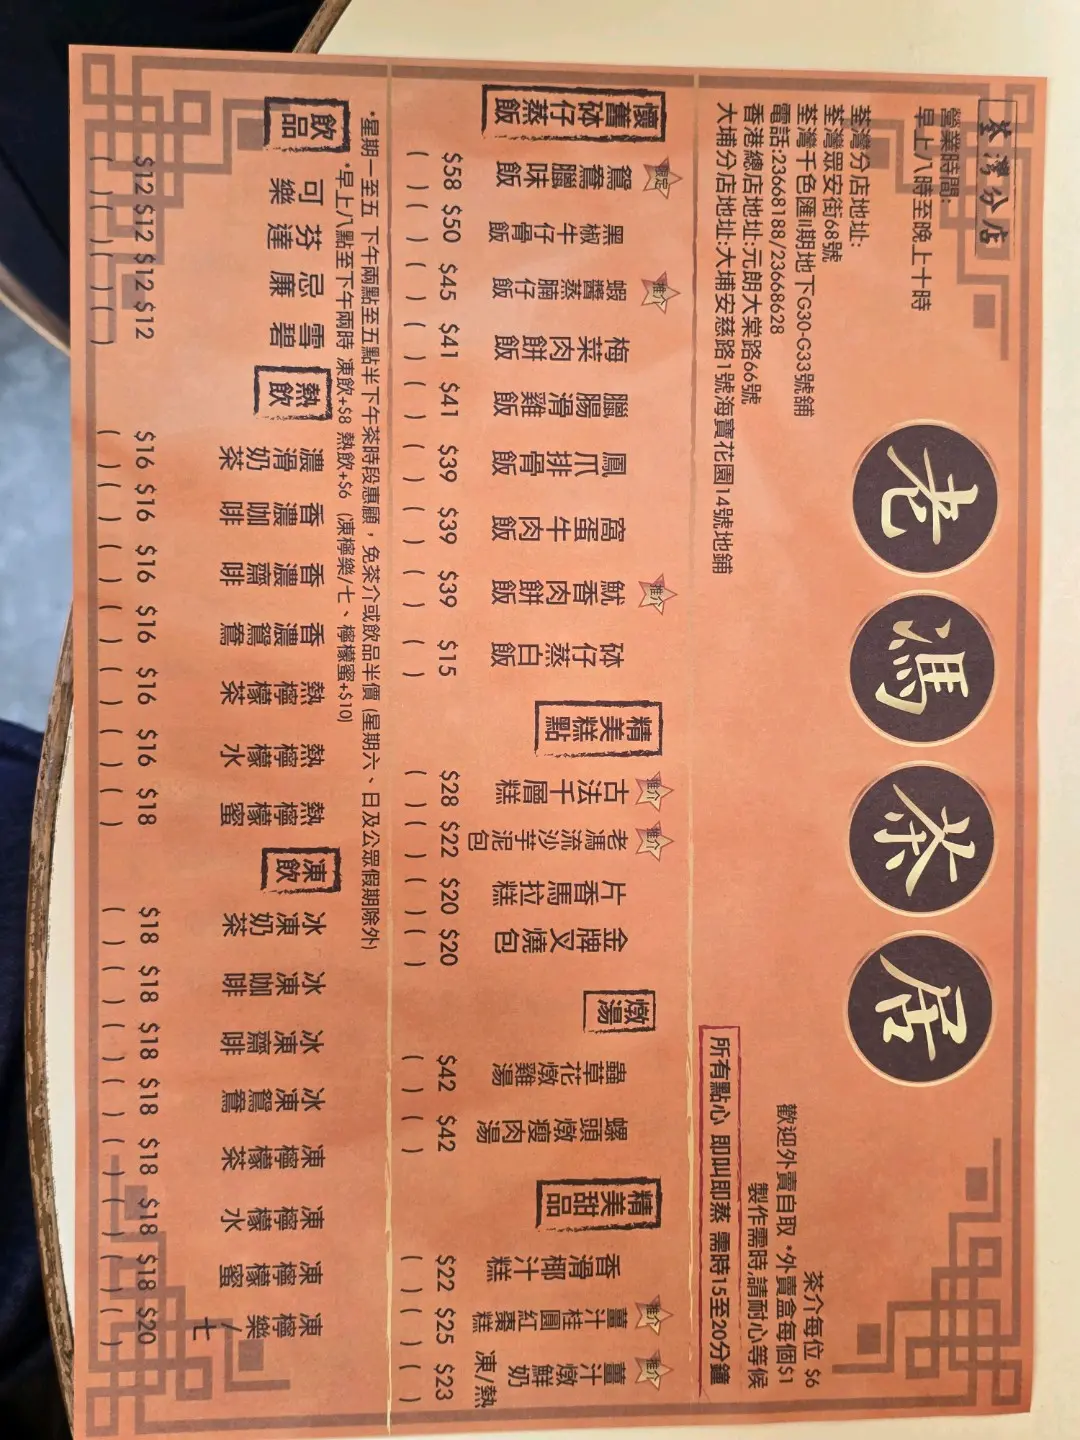 荃灣分店
營業時間:
早上八時至晚上十時
荃灣分店地址:
荃灣眾安街68號
荃灣千色匯II期地下G30-G33號舖
電話:23668188/23668628
香港總店地址:元朗大棠路66號
大埔分店地址:大埔安慈路1號海寶花園14號地鋪
老馮茶居
茶介每位 $6
歡迎外賣自取 *外賣盒每個$1
製作需時,請耐心等候
所有點心 即叫即蒸 需時15至20分鐘
懷舊砵仔蒸飯
鴛鴦腊味飯 $58 ( )
黑椒牛仔骨飯 $50 ( )
推介 蝦醬蒸腩仔飯 $45 ( )
梅菜肉餅飯 $41 ( )
臘腸滑雞飯 $41 ( )
鳳爪排骨飯 $39 ( )
窩蛋牛肉飯 $39 ( )
推介 魷香肉餅飯 $39 ( )
砵仔蒸白飯 $15 ( )
精美糕點
推介 古法千層糕 $28 ( )
推介 老馮流沙芋泥包 $22 ( )
片香馬拉糕 $20 ( )
金牌叉燒包 $20 ( )
燉湯
蟲草花燉雞湯 $42 ( )
螺頭燉瘦肉湯 $42 ( )
精美甜品
香滑椰汁糕 $22 ( )
推介 薑汁桂圓紅棗糕 $25 ( )
推介 薑汁燉鮮奶 凍/熱 $23 ( )
*星期一至五 下午兩點至五點半下午茶時段惠顧，免茶介或飲品半價 (星期六、日及公眾假期除外)
*早上八點至下午兩時 凍飲+$8 熱飲+$6 (凍檸樂/七、檸檬蜜+$10)
飲品
可樂 $12 ( )
芬達 $12 ( )
忌廉 $12 ( )
雪碧 $12 ( )
熱飲
濃滑奶茶 $16 ( )
香濃咖啡 $16 ( )
香濃齋啡 $16 ( )
香濃鴛鴦 $16 ( )
熱檸檬茶 $16 ( )
熱檸檬水 $16 ( )
熱檸檬蜜 $18 ( )
凍飲
冰凍奶茶 $18 ( )
冰凍咖啡 $18 ( )
冰凍齋啡 $18 ( )
冰凍鴛鴦 $18 ( )
凍檸檬茶 $18 ( )
凍檸檬水 $18 ( )
凍檸檬蜜 $18 ( )
凍檸樂/七 $20 ( )